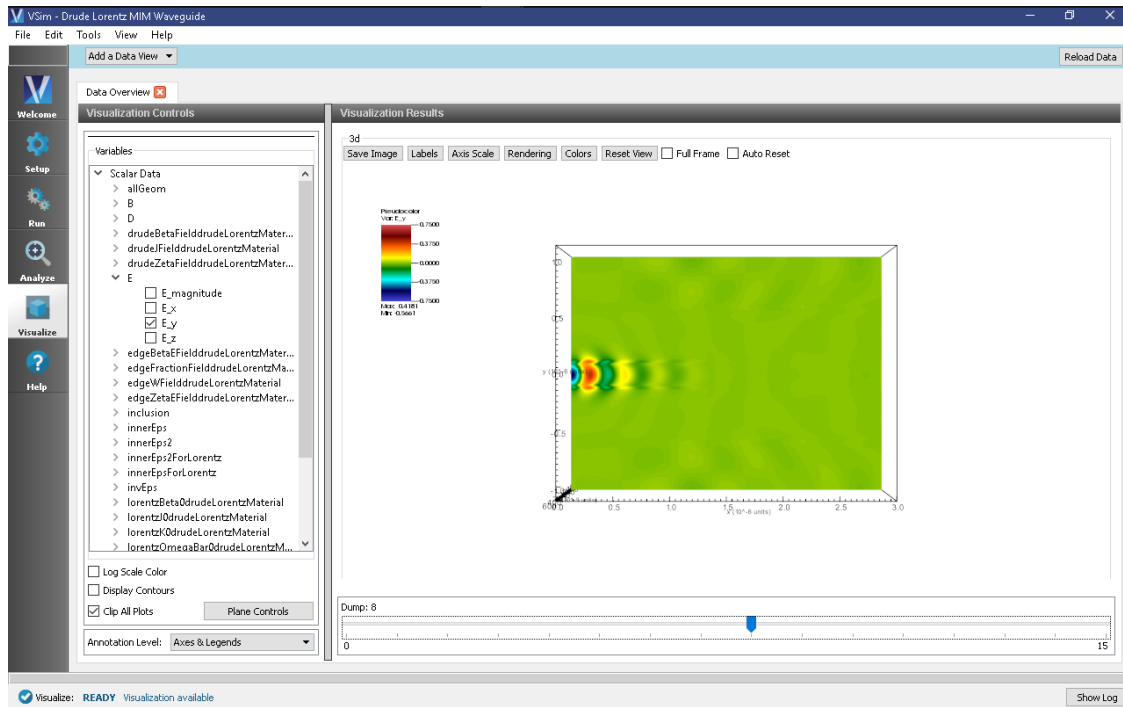 VSim - Drude Lorentz MIM Waveguide
File Edit Tools View Help
Add a Data View
Reload Data
Welcome
Setup
Run
Analyze
Visualize
Help
Data Overview
Visualization Controls
Variables
Scalar Data
allGeom
B
D
drudeBetaFielddrudeLorentzMater...
drudeJFielddrudeLorentzMaterial
drudeZetaFielddrudeLorentzMater...
E
E_magnitude
E_x
E_y
E_z
edgeBetaEFielddrudeLorentzMater...
edgeFractionFielddrudeLorentzMa...
edgeWFielddrudeLorentzMaterial
edgeZetaEFielddrudeLorentzMater...
inclusion
innerEps
innerEps2
innerEps2ForLorentz
innerEpsForLorentz
invEps
lorentzBeta0drudeLorentzMaterial
lorentzJ0drudeLorentzMaterial
lorentzK0drudeLorentzMaterial
lorentzOmegaBar0drudeLorentzM...
Log Scale Color
Display Contours
Clip All Plots
Plane Controls
Annotation Level: Axes & Legends
Visualization Results
3d
Save Image Labels Axis Scale Rendering Colors Reset View Full Frame Auto Reset
Pseudocolor
Var: E_y
0.7500
0.3750
0.0000
-0.3750
-0.7500
Max: 0.4181
Min: -0.5661
0.5
-0.5
0.5 1.0 1.5 2.0 2.5 3.0
x (10^-6 units)
Dump: 8
0 15
Visualize: READY Visualization available
Show Log